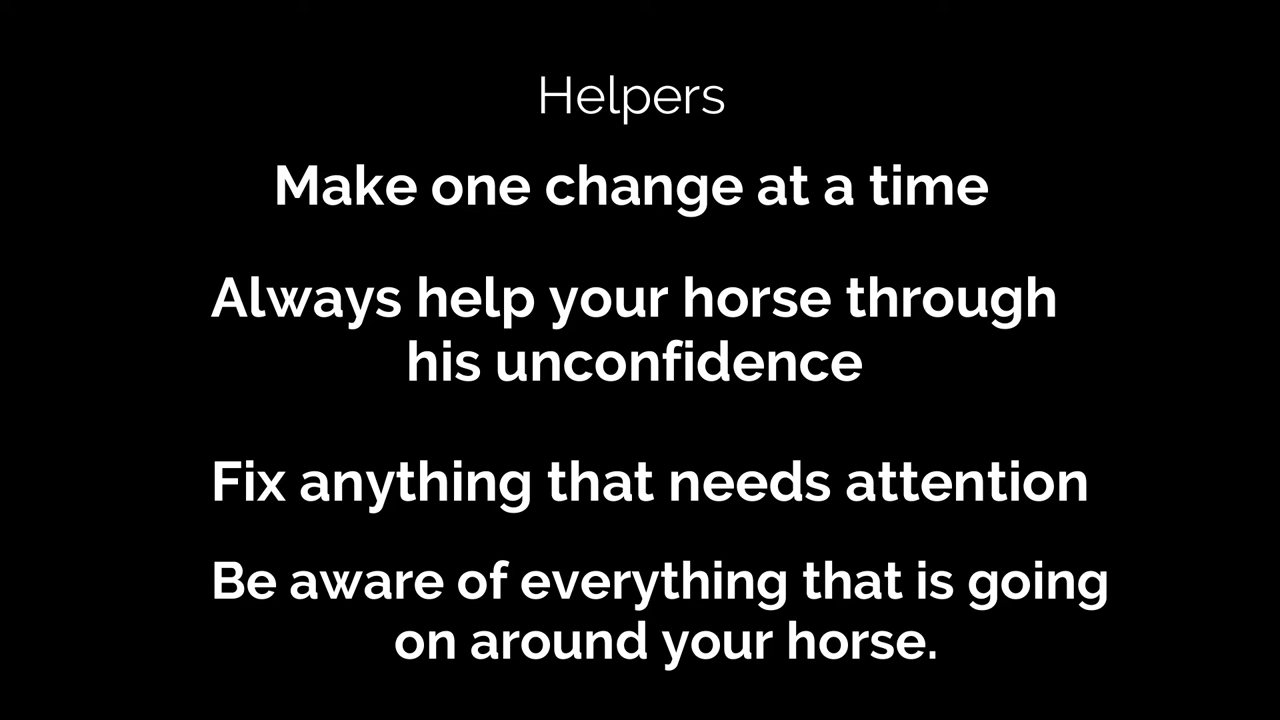 Helpers
Make one change at a time
Always help your horse through
his unconfidence
Fix anything that needs attention
Be aware of everything that is going
on around your horse.